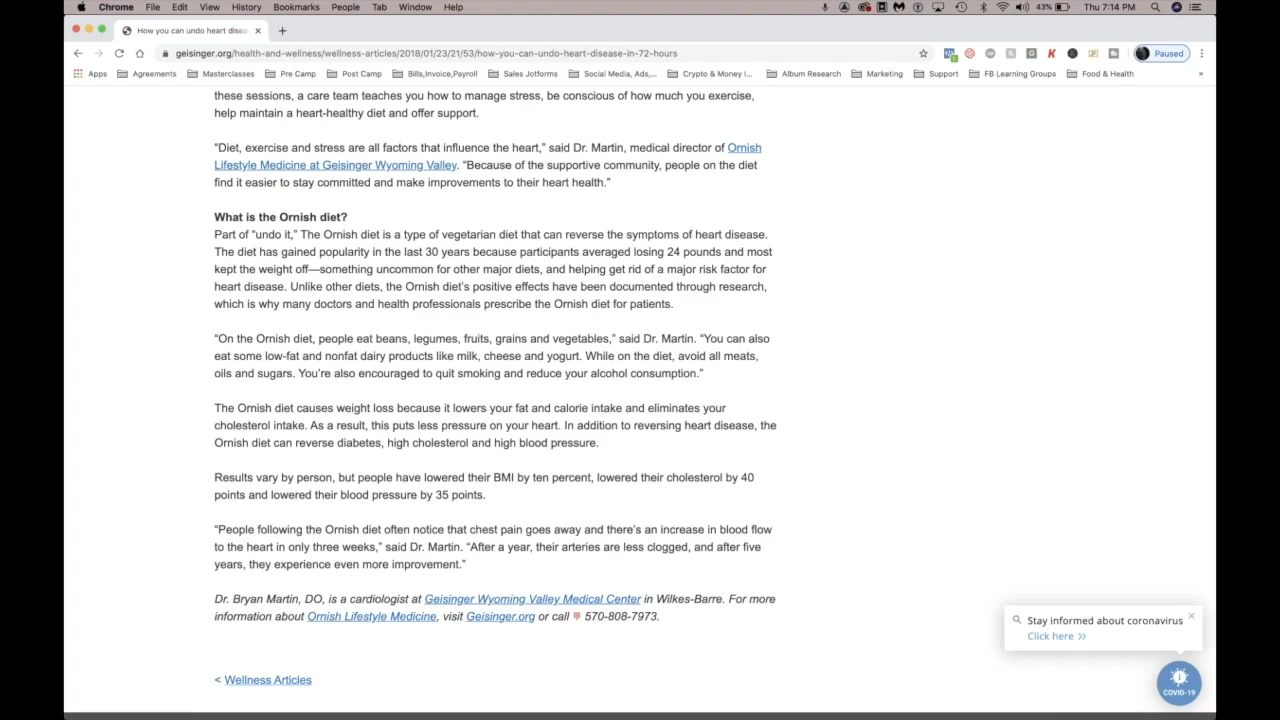 Chrome File Edit View History Bookmarks People Tab Window Help 43% Thu 7:14 PM
How you can undo heart diseas
geisinger.org/health-and-wellness/wellness-articles/2018/01/23/21/53/how-you-can-undo-heart-disease-in-72-hours Paused
Apps Agreements Masterclasses Pre Camp Post Camp Bills,Invoice,Payroll Sales Jotforms Social Media, Ads,... Crypto & Money I... Album Research Marketing Support FB Learning Groups Food & Health »
these sessions, a care team teaches you how to manage stress, be conscious of how much you exercise,
help maintain a heart-healthy diet and offer support.
“Diet, exercise and stress are all factors that influence the heart,” said Dr. Martin, medical director of Ornish
Lifestyle Medicine at Geisinger Wyoming Valley. “Because of the supportive community, people on the diet
find it easier to stay committed and make improvements to their heart health.”
What is the Ornish diet?
Part of “undo it,” The Ornish diet is a type of vegetarian diet that can reverse the symptoms of heart disease.
The diet has gained popularity in the last 30 years because participants averaged losing 24 pounds and most
kept the weight off—something uncommon for other major diets, and helping get rid of a major risk factor for
heart disease. Unlike other diets, the Ornish diet’s positive effects have been documented through research,
which is why many doctors and health professionals prescribe the Ornish diet for patients.
“On the Ornish diet, people eat beans, legumes, fruits, grains and vegetables,” said Dr. Martin. “You can also
eat some low-fat and nonfat dairy products like milk, cheese and yogurt. While on the diet, avoid all meats,
oils and sugars. You’re also encouraged to quit smoking and reduce your alcohol consumption.”
The Ornish diet causes weight loss because it lowers your fat and calorie intake and eliminates your
cholesterol intake. As a result, this puts less pressure on your heart. In addition to reversing heart disease, the
Ornish diet can reverse diabetes, high cholesterol and high blood pressure.
Results vary by person, but people have lowered their BMI by ten percent, lowered their cholesterol by 40
points and lowered their blood pressure by 35 points.
“People following the Ornish diet often notice that chest pain goes away and there’s an increase in blood flow
to the heart in only three weeks,” said Dr. Martin. “After a year, their arteries are less clogged, and after five
years, they experience even more improvement.”
Dr. Bryan Martin, DO, is a cardiologist at Geisinger Wyoming Valley Medical Center in Wilkes-Barre. For more
information about Ornish Lifestyle Medicine, visit Geisinger.org or call 570-808-7973.
Stay informed about coronavirus
Click here >>
COVID-19
< Wellness Articles